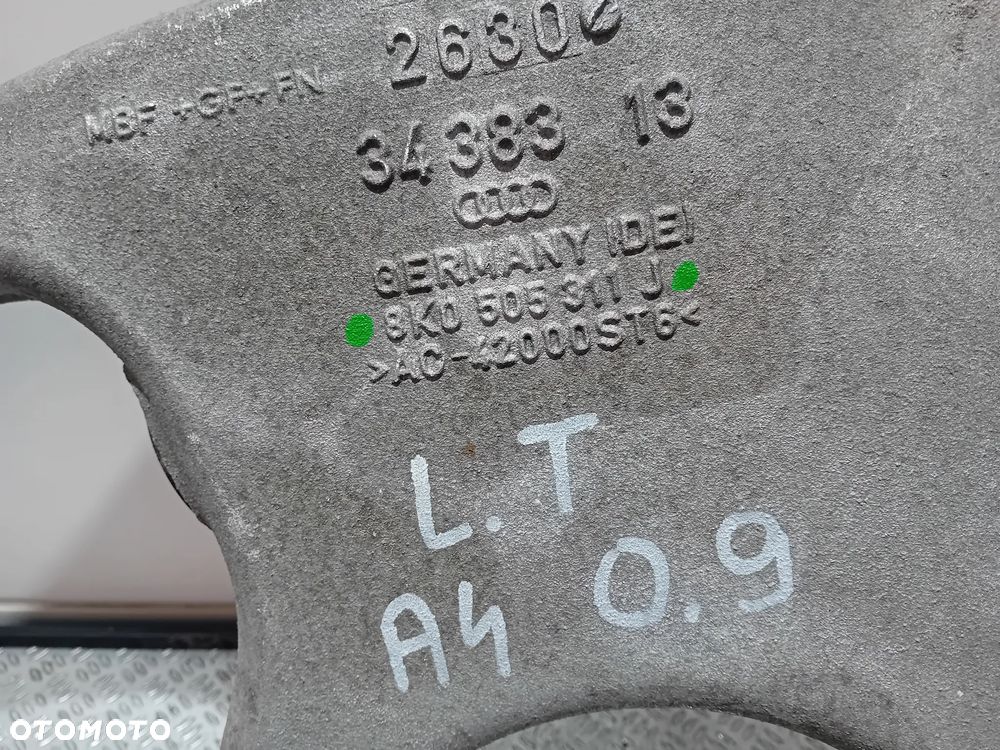 2630
MBF +GF+ FN
34383 13
GERMANY (DE)
8K0 505 311 J
>AC-42000ST6<
L.T
A4 0.9
OTOMOTO